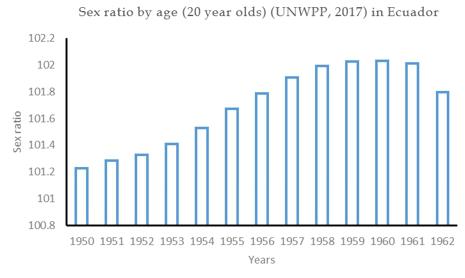 Sex ratio by age (20 year olds) (UNWPP, 2017) in Ecuador
102.2
102
101.8
101.6
101.4
101.2
101
100.8
Sex ratio
1950 1951 1952 1953 1954 1955 1956 1957 1958 1959 1960 1961 1962
Years